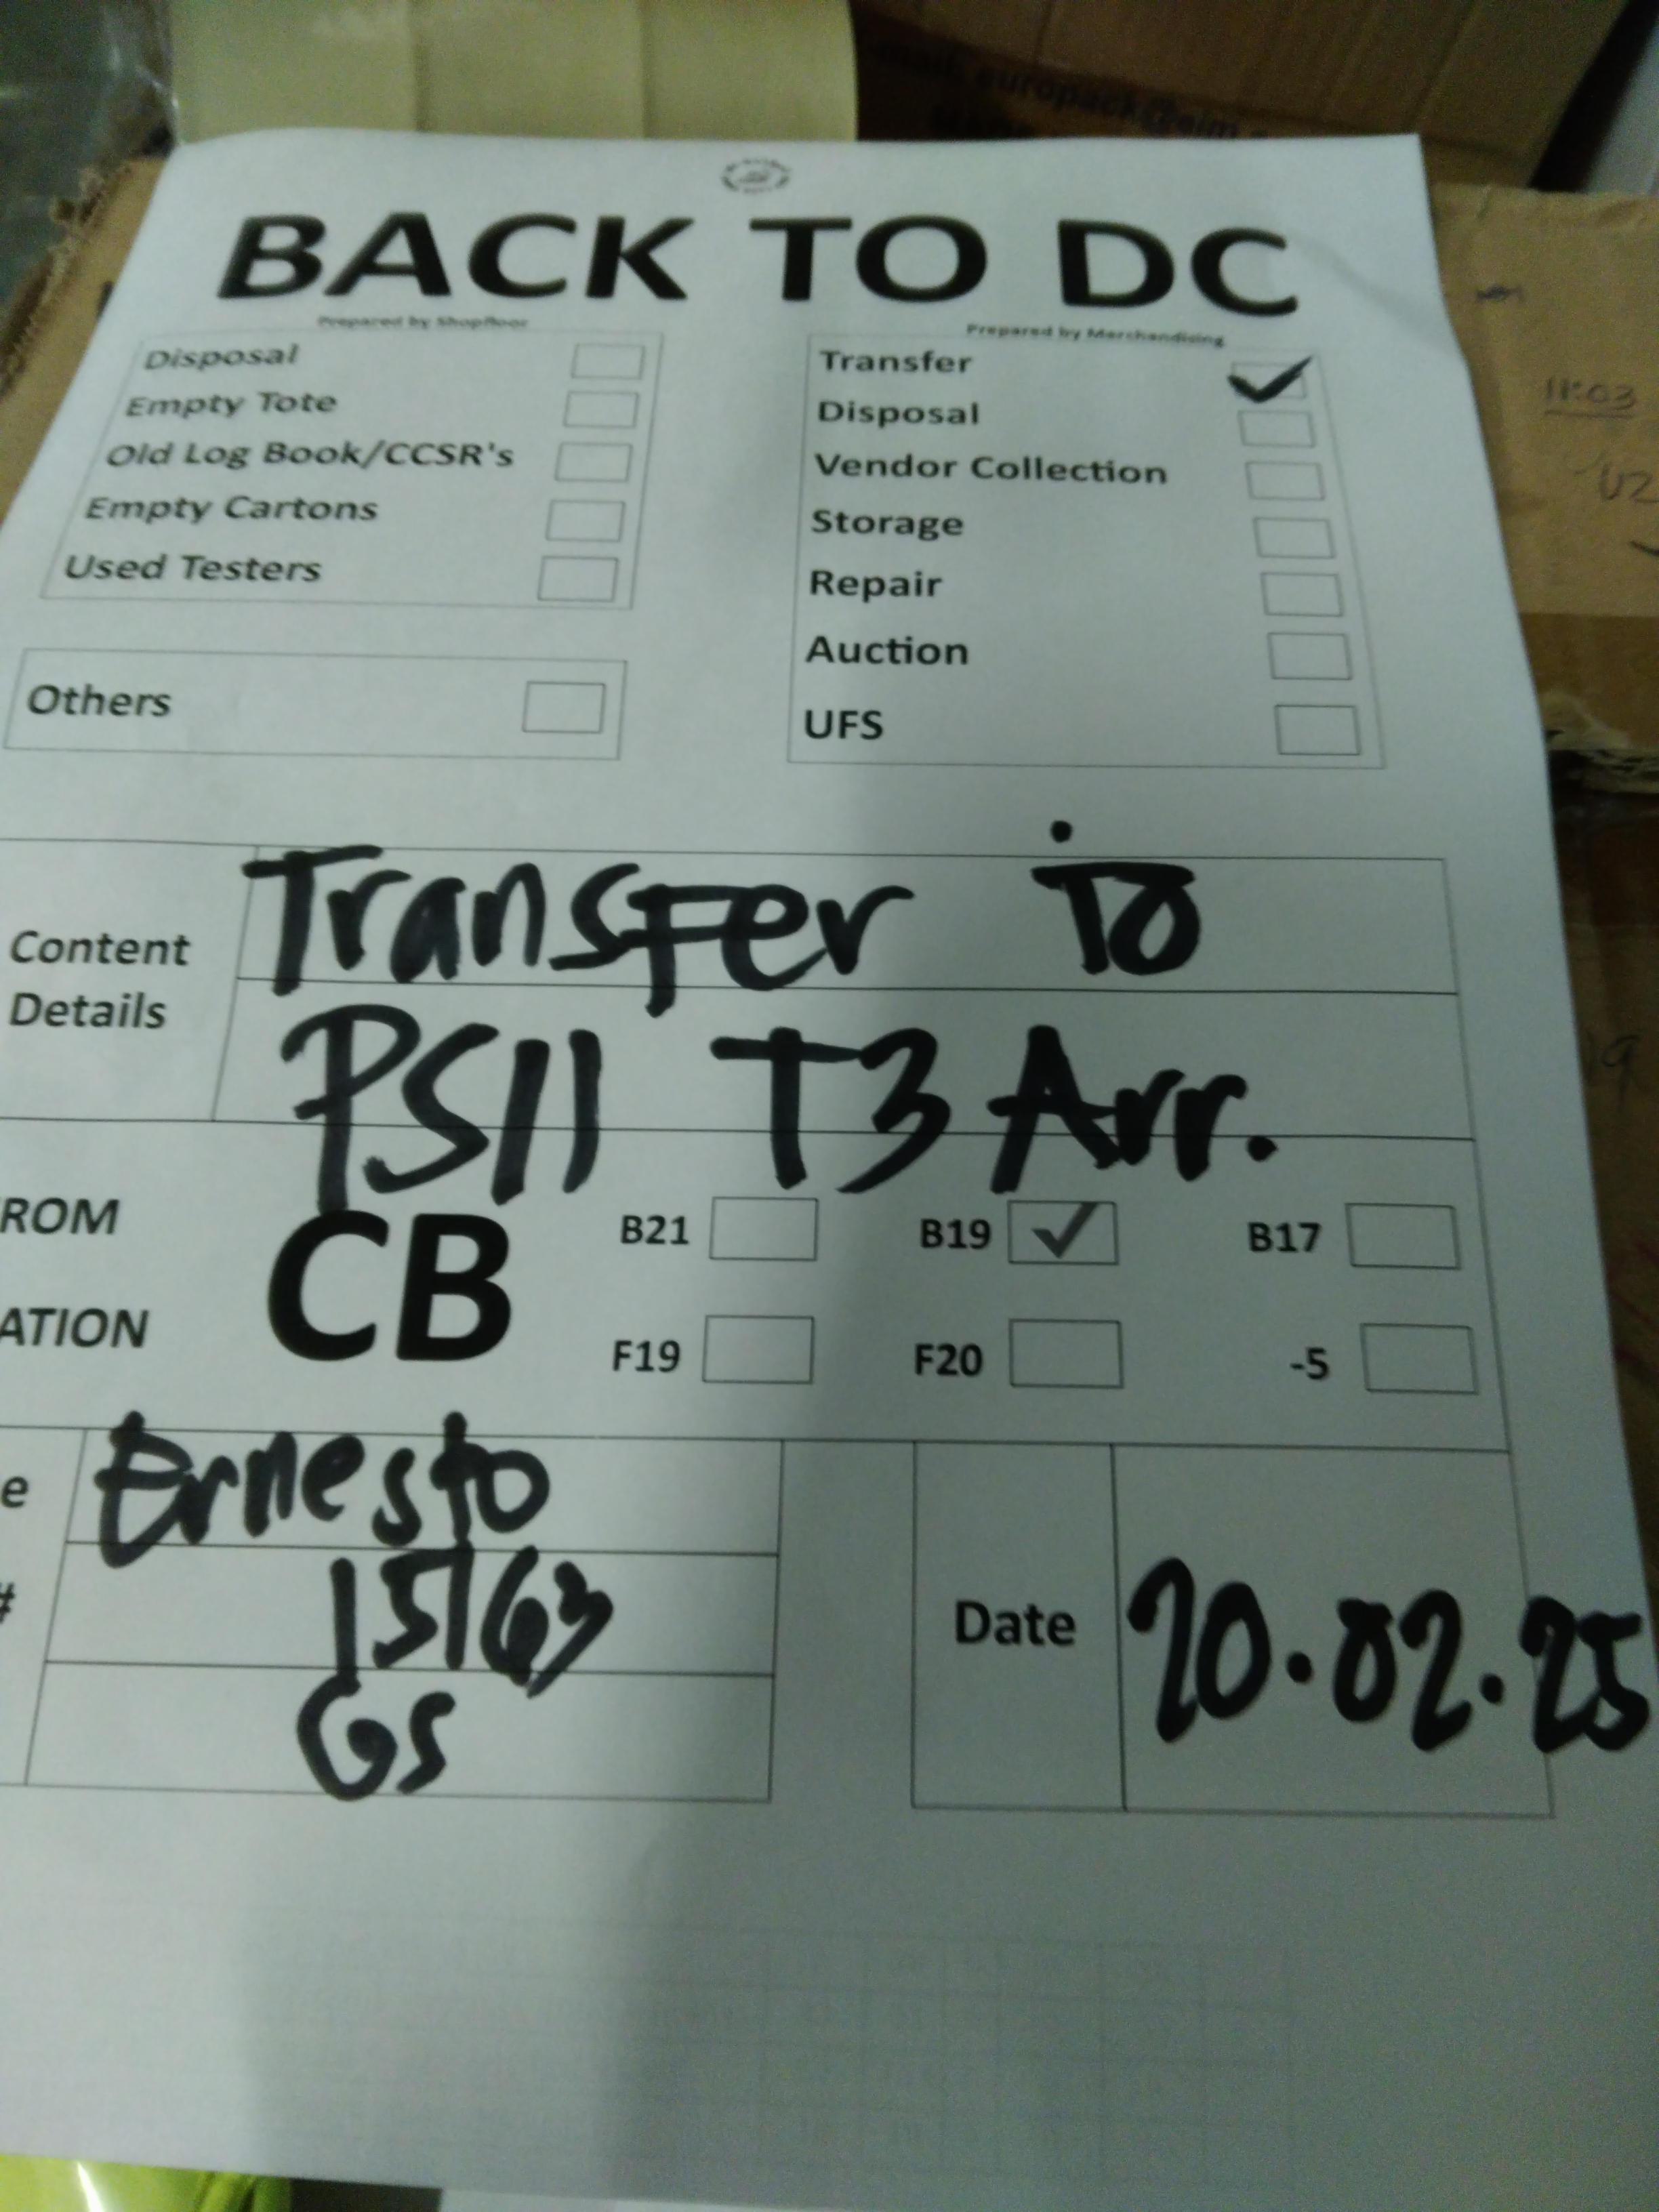 BACK TO DC
Prepared by Shopfloor
Disposal
Empty Tote
Old Log Book/CCSR's
Empty Cartons
Used Testers
Others
Prepared by Merchandising
Transfer
Disposal
Vendor Collection
Storage
Repair
Auction
UFS
Content Details
Transfer To
PS11 T3 Arr.
ROM
ATION
CB
B21
B19
B17
F19
F20
-5
e
Ernesto
#
15163
GS
Date
20.02.25
11:03